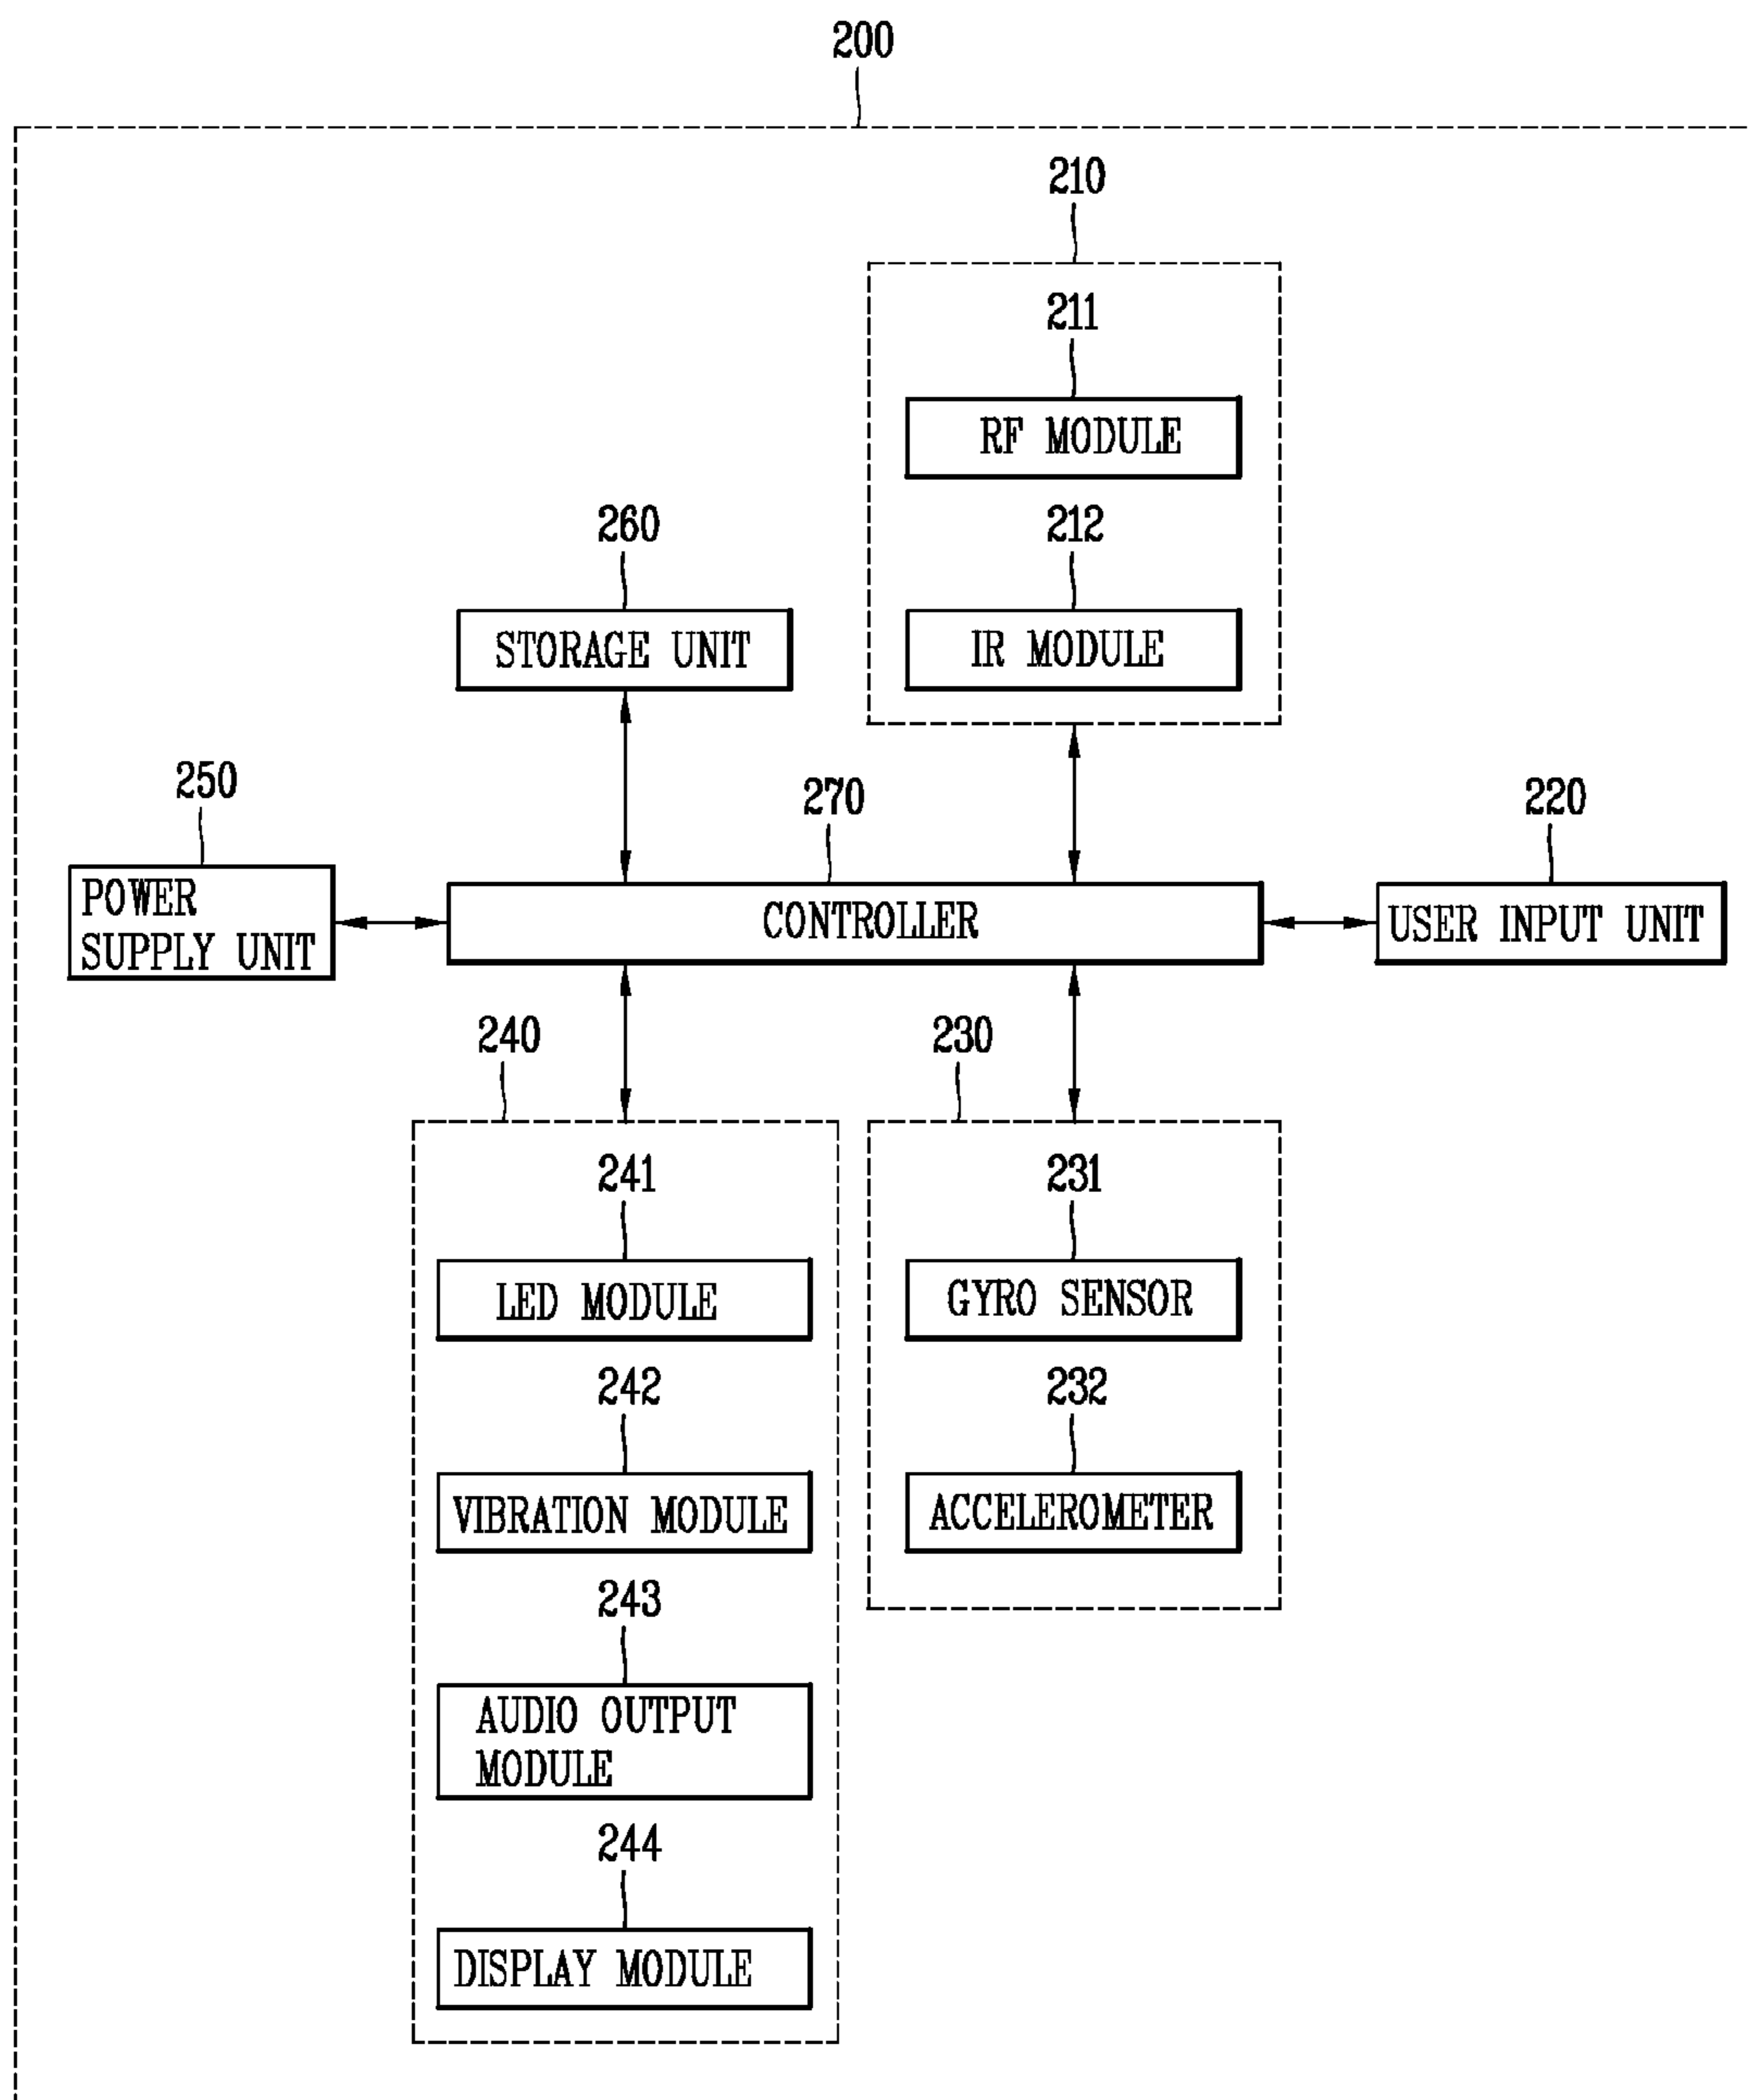 200
210
211
RF MODULE
260
212
STORAGE UNIT
IR MODULE
250
270
220
POWER
SUPPLY UNIT
CONTROLLER
USER INPUT UNIT
240
230
241
231
LED MODULE
GYRO SENSOR
242
232
VIBRATION MODULE
ACCELEROMETER
243
AUDIO OUTPUT
MODULE
244
DISPLAY MODULE